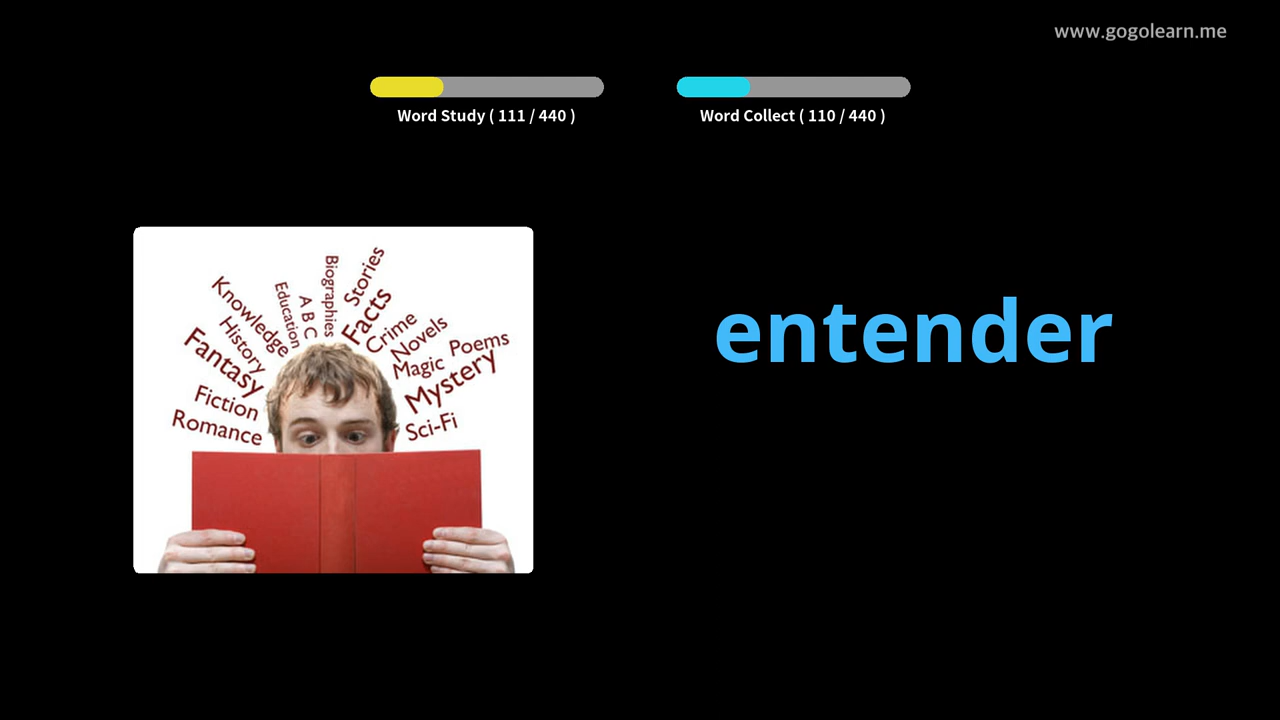 www.gogolearn.me
Word Study ( 111 / 440 )
Word Collect ( 110 / 440 )
Biographies
Stories
Education
A B C
Facts
Knowledge
Crime
History
Novels
Fantasy
Magic
Poems
Mystery
Fiction
Romance
Sci-Fi
entender